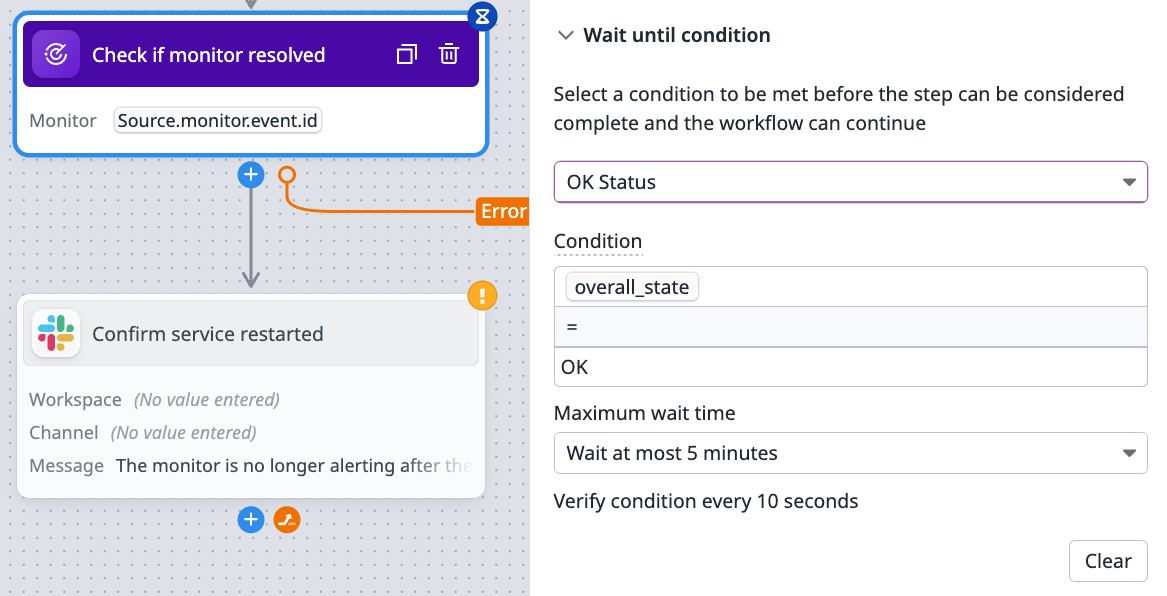 Check if monitor resolved
Monitor Source.monitor.event.id
Error
Confirm service restarted
Workspace (No value entered)
Channel (No value entered)
Message The monitor is no longer alerting after the
Wait until condition
Select a condition to be met before the step can be considered
complete and the workflow can continue
OK Status
Condition
overall_state
=
OK
Maximum wait time
Wait at most 5 minutes
Verify condition every 10 seconds
Clear